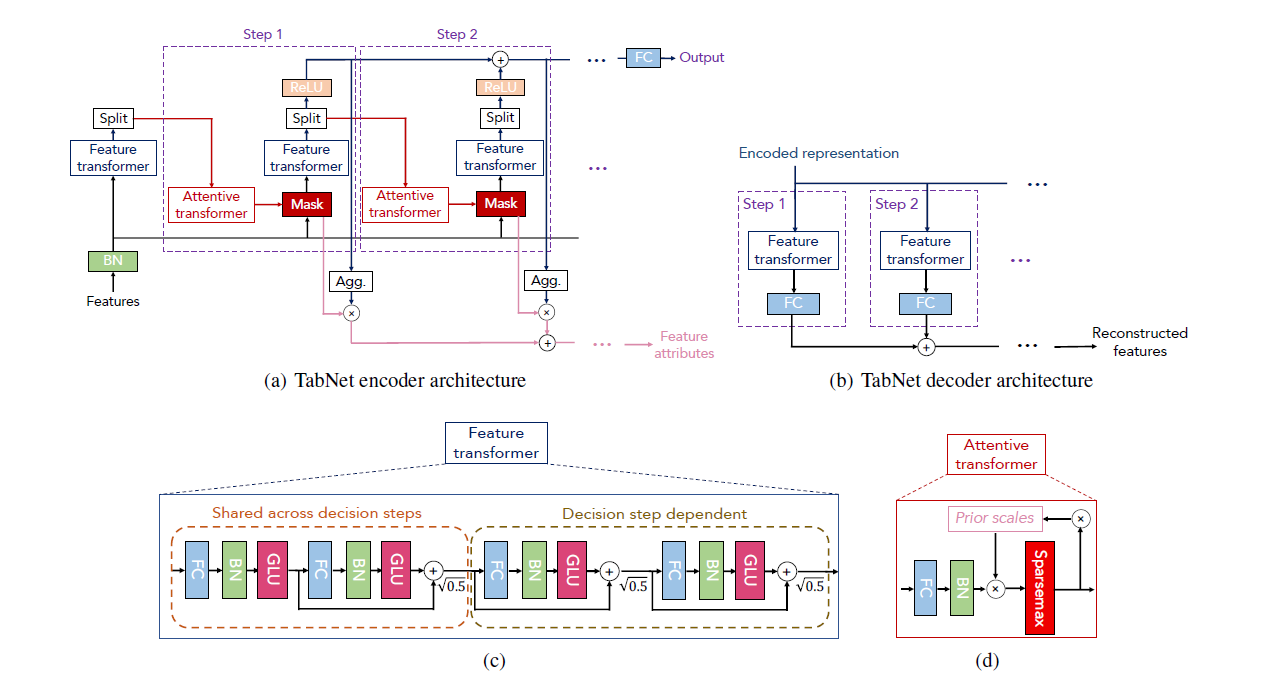 Step 1
Step 2
... FC Output
ReLU
ReLU
Split
Split
Split
Feature
transformer
Feature
transformer
Feature
transformer
...
Attentive
transformer
Mask
Attentive
transformer
Mask
BN
Features
Agg.
×
Agg.
×
+
+
...
Feature
attributes
(a) TabNet encoder architecture
Encoded representation
...
Step 1
Step 2
Feature
transformer
Feature
transformer
...
FC
FC
+
...
Reconstructed
features
(b) TabNet decoder architecture
Feature
transformer
Shared across decision steps
Decision step dependent
FC BN GLU FC BN GLU + √0.5 FC BN GLU + √0.5 FC BN GLU + √0.5
(c)
Attentive
transformer
Prior scales ×
FC BN × Sparsemax
(d)